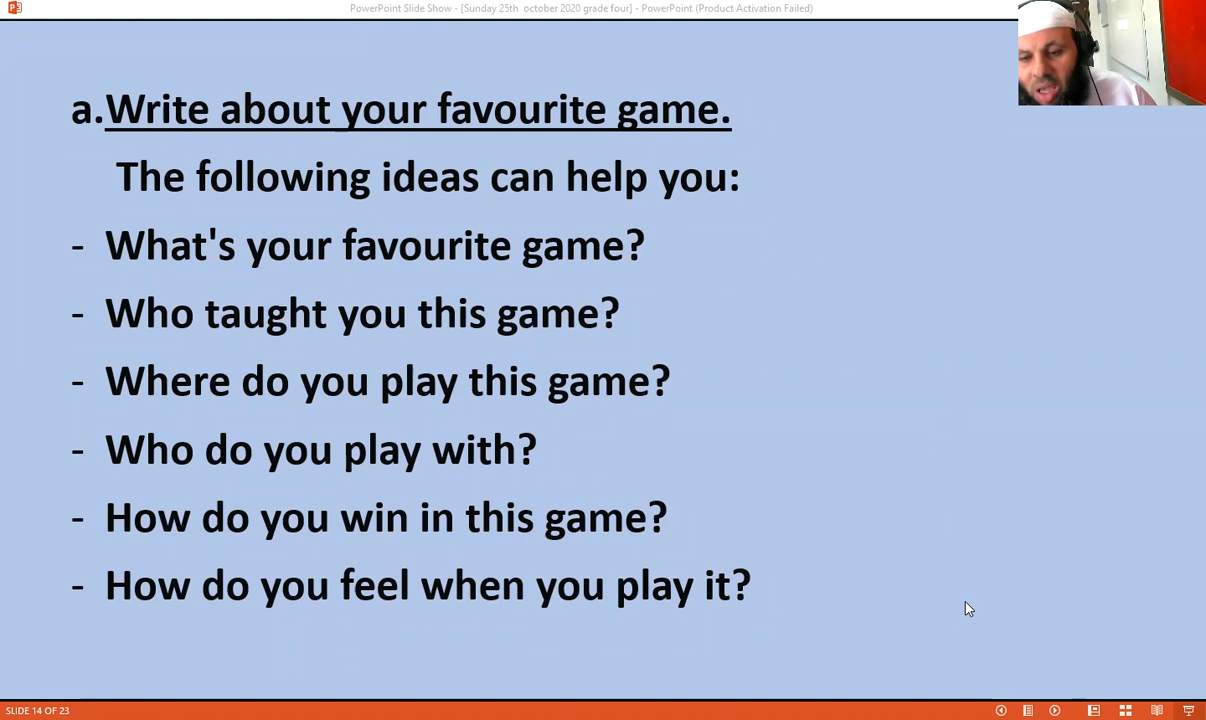 PowerPoint Slide Show - [Sunday 25th october 2020 grade four] - PowerPoint (Product Activation Failed)
a.Write about your favourite game.
The following ideas can help you:
- What's your favourite game?
- Who taught you this game?
- Where do you play this game?
- Who do you play with?
- How do you win in this game?
- How do you feel when you play it?
SLIDE 14 OF 23